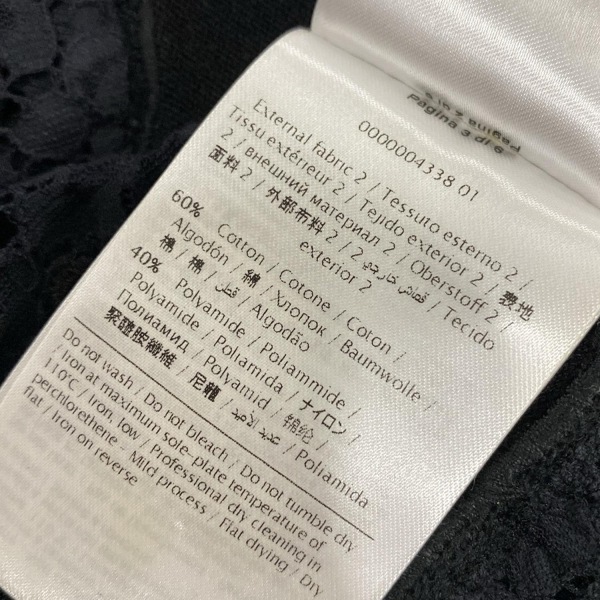 Pagina 3 di 6
0000004338 01
External fabric 2 / Tessuto esterno 2 /
Tissu extérieur 2 / Tejido exterior 2 / 表地
2 / внешний материал 2 / Oberstoff 2 /
面料 2 / 外部布料 2 / قماش خارجي 2 / Tecido
exterior 2
60% Cotton / Cotone / Coton /
Algodón / 綿 / Хлопок / Baumwolle /
棉 / 棉 / قطن / Algodão
40% Polyamide / Poliammide /
Polyamide / Poliamida / ナイロン /
Полиамид / Polyamid / 锦纶 /
聚醯胺纖維 / 尼龍 / / Poliamida
Do not wash / Do not bleach / Do not tumble dry
/ Iron at maximum sole-plate temperature of
110°C / Iron, low / Professional dry cleaning in
perchlorethene - Mild process / Flat drying / Dry
flat / Iron on reverse